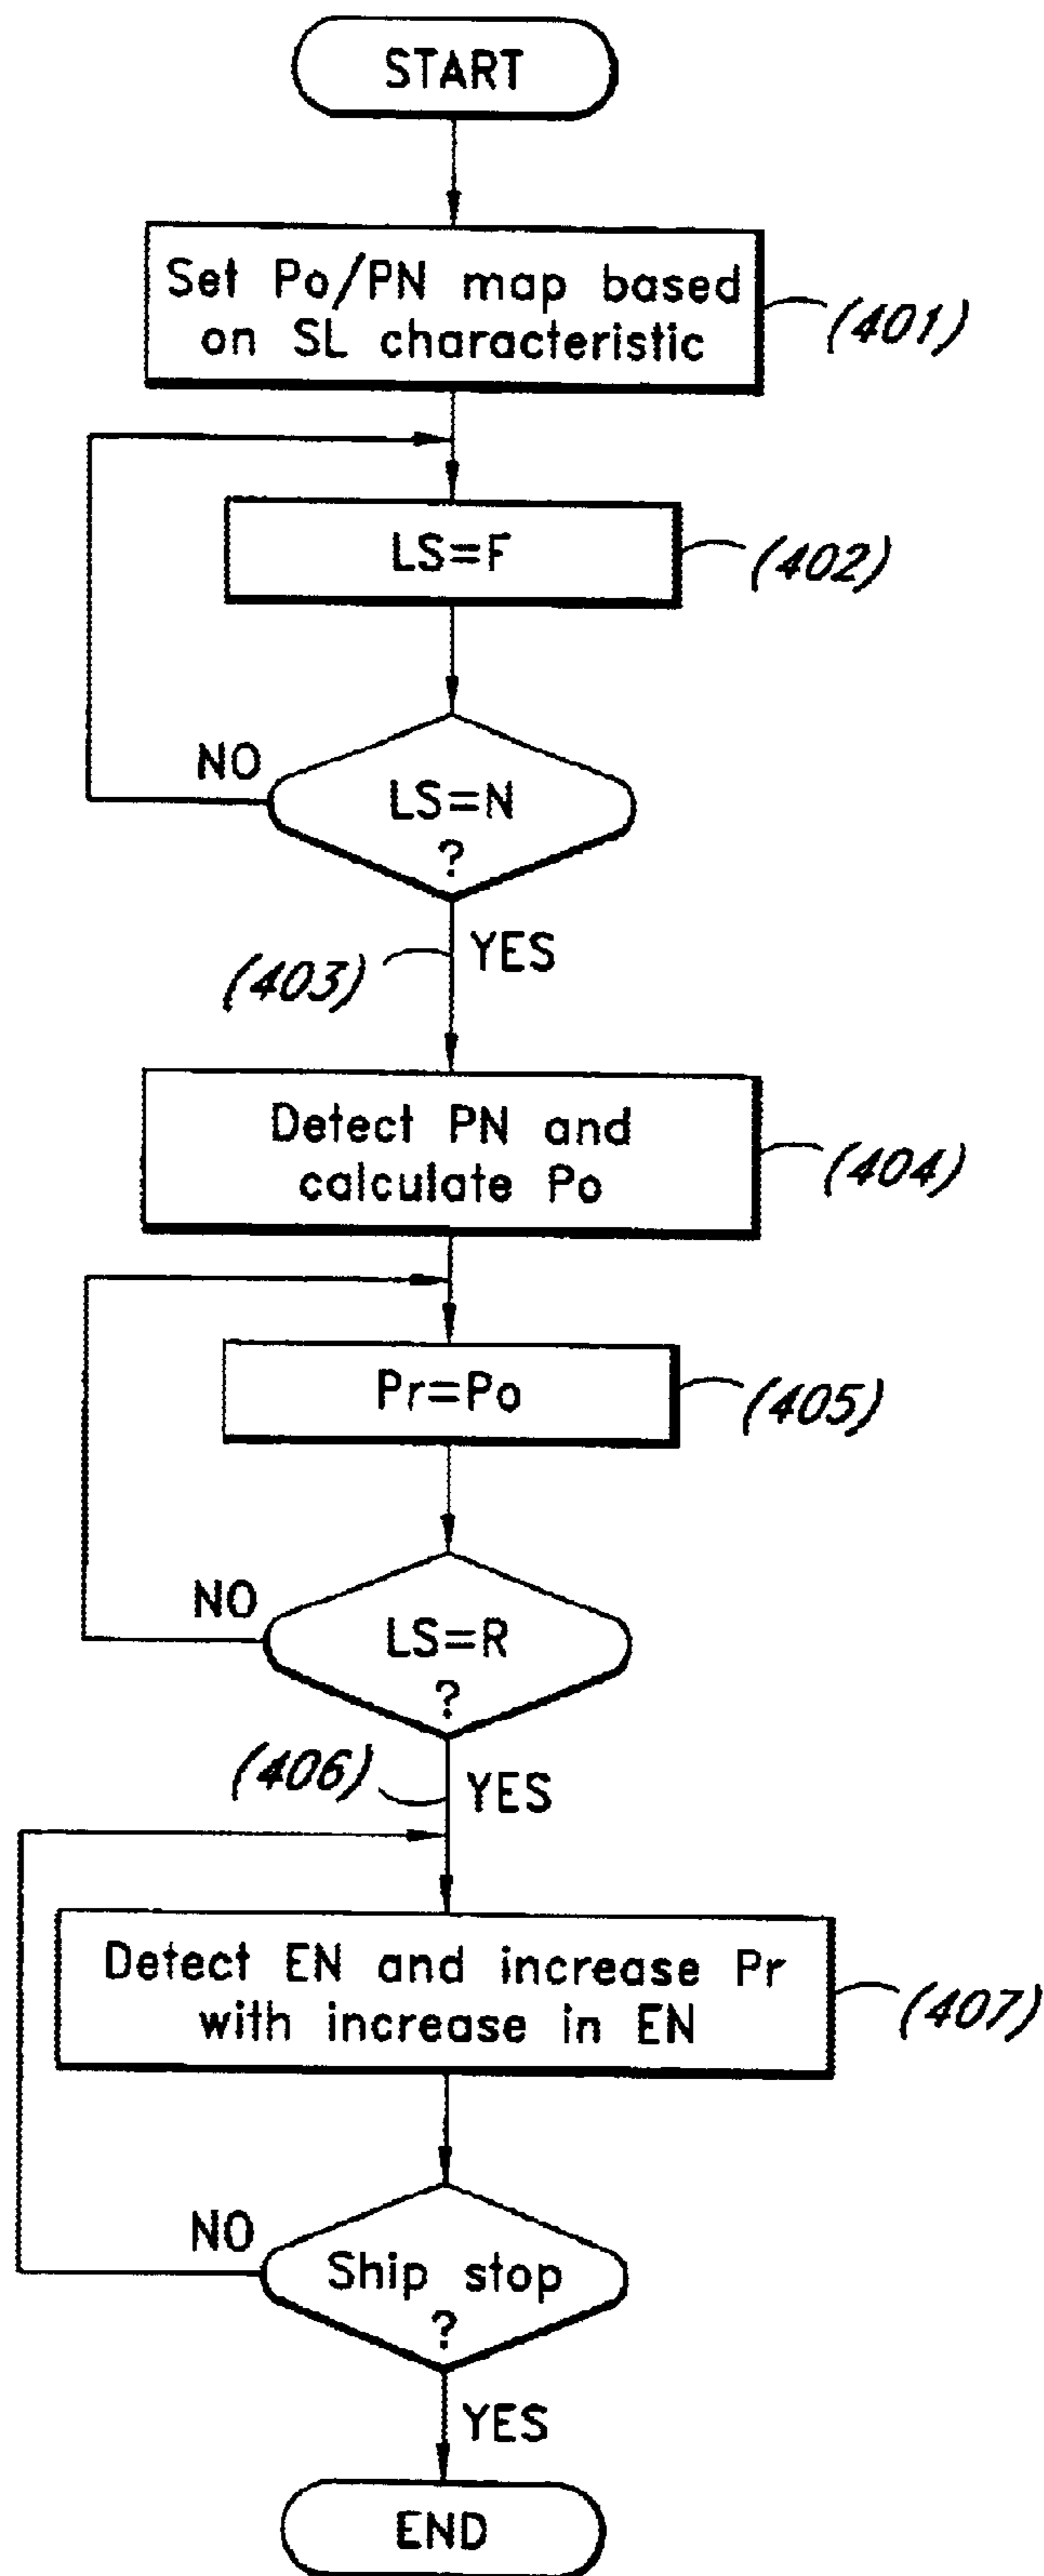 START
Set Po/PN map based
on SL characteristic
(401)
LS=F
(402)
NO
LS=N
?
(403)
YES
Detect PN and
calculate Po
(404)
Pr=Po
(405)
NO
LS=R
?
(406)
YES
Detect EN and increase Pr
with increase in EN
(407)
NO
Ship stop
?
YES
END